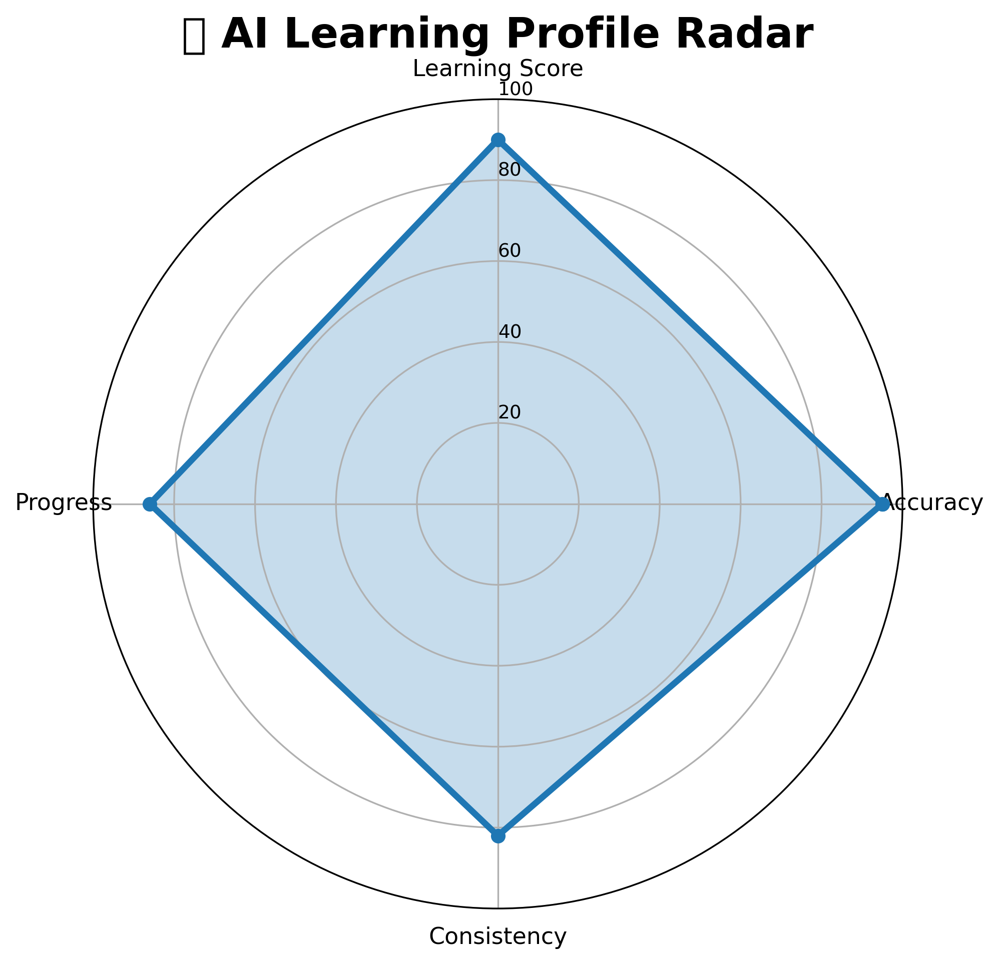 AI Learning Profile Radar
Learning Score
100
80
60
40
20
Progress
Accuracy
Consistency